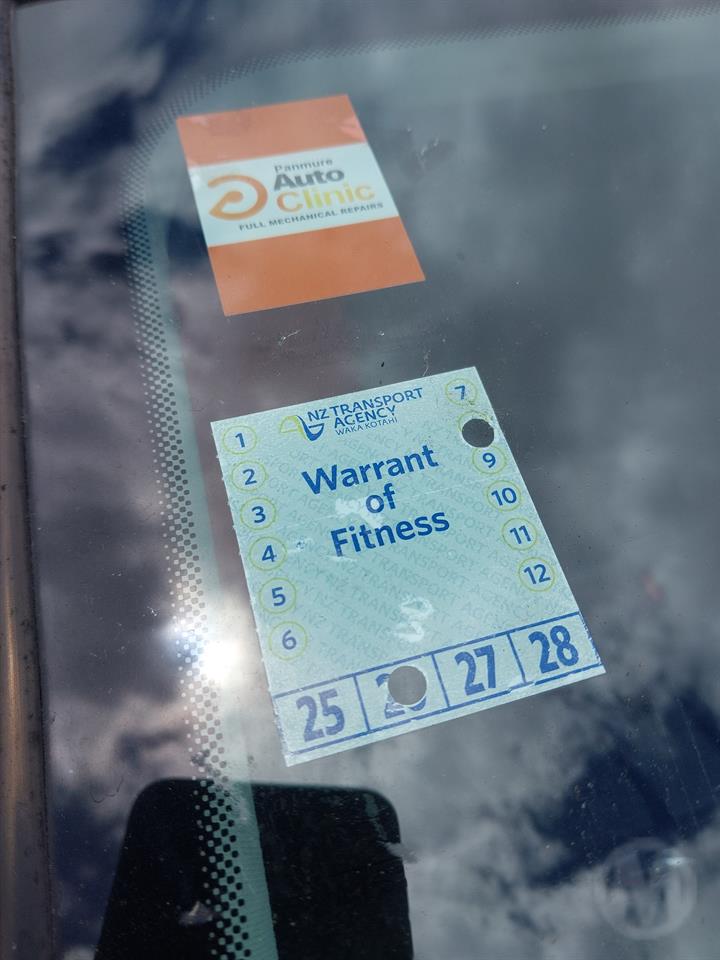 Panmure
Auto
Clinic
FULL MECHANICAL REPAIRS
NZ TRANSPORT
AGENCY
WAKA KOTAHI
Warrant
of
Fitness
1
2
3
4
5
6
7
9
10
11
12
25 27 28